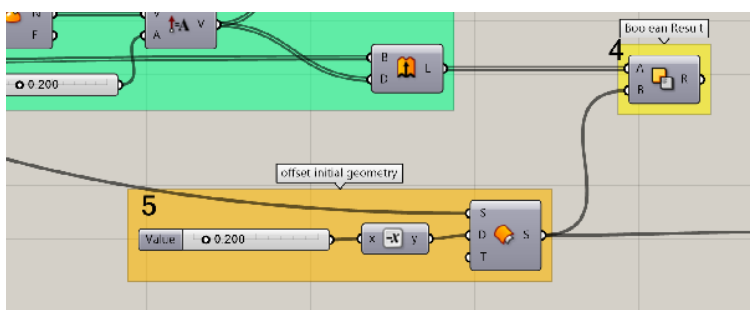 N
F
V
A
V
0.200
B
D
L
Boolean Result
4
A
B
R
offset initial geometry
5
Value
0.200
x
-x
y
S
D
T
S